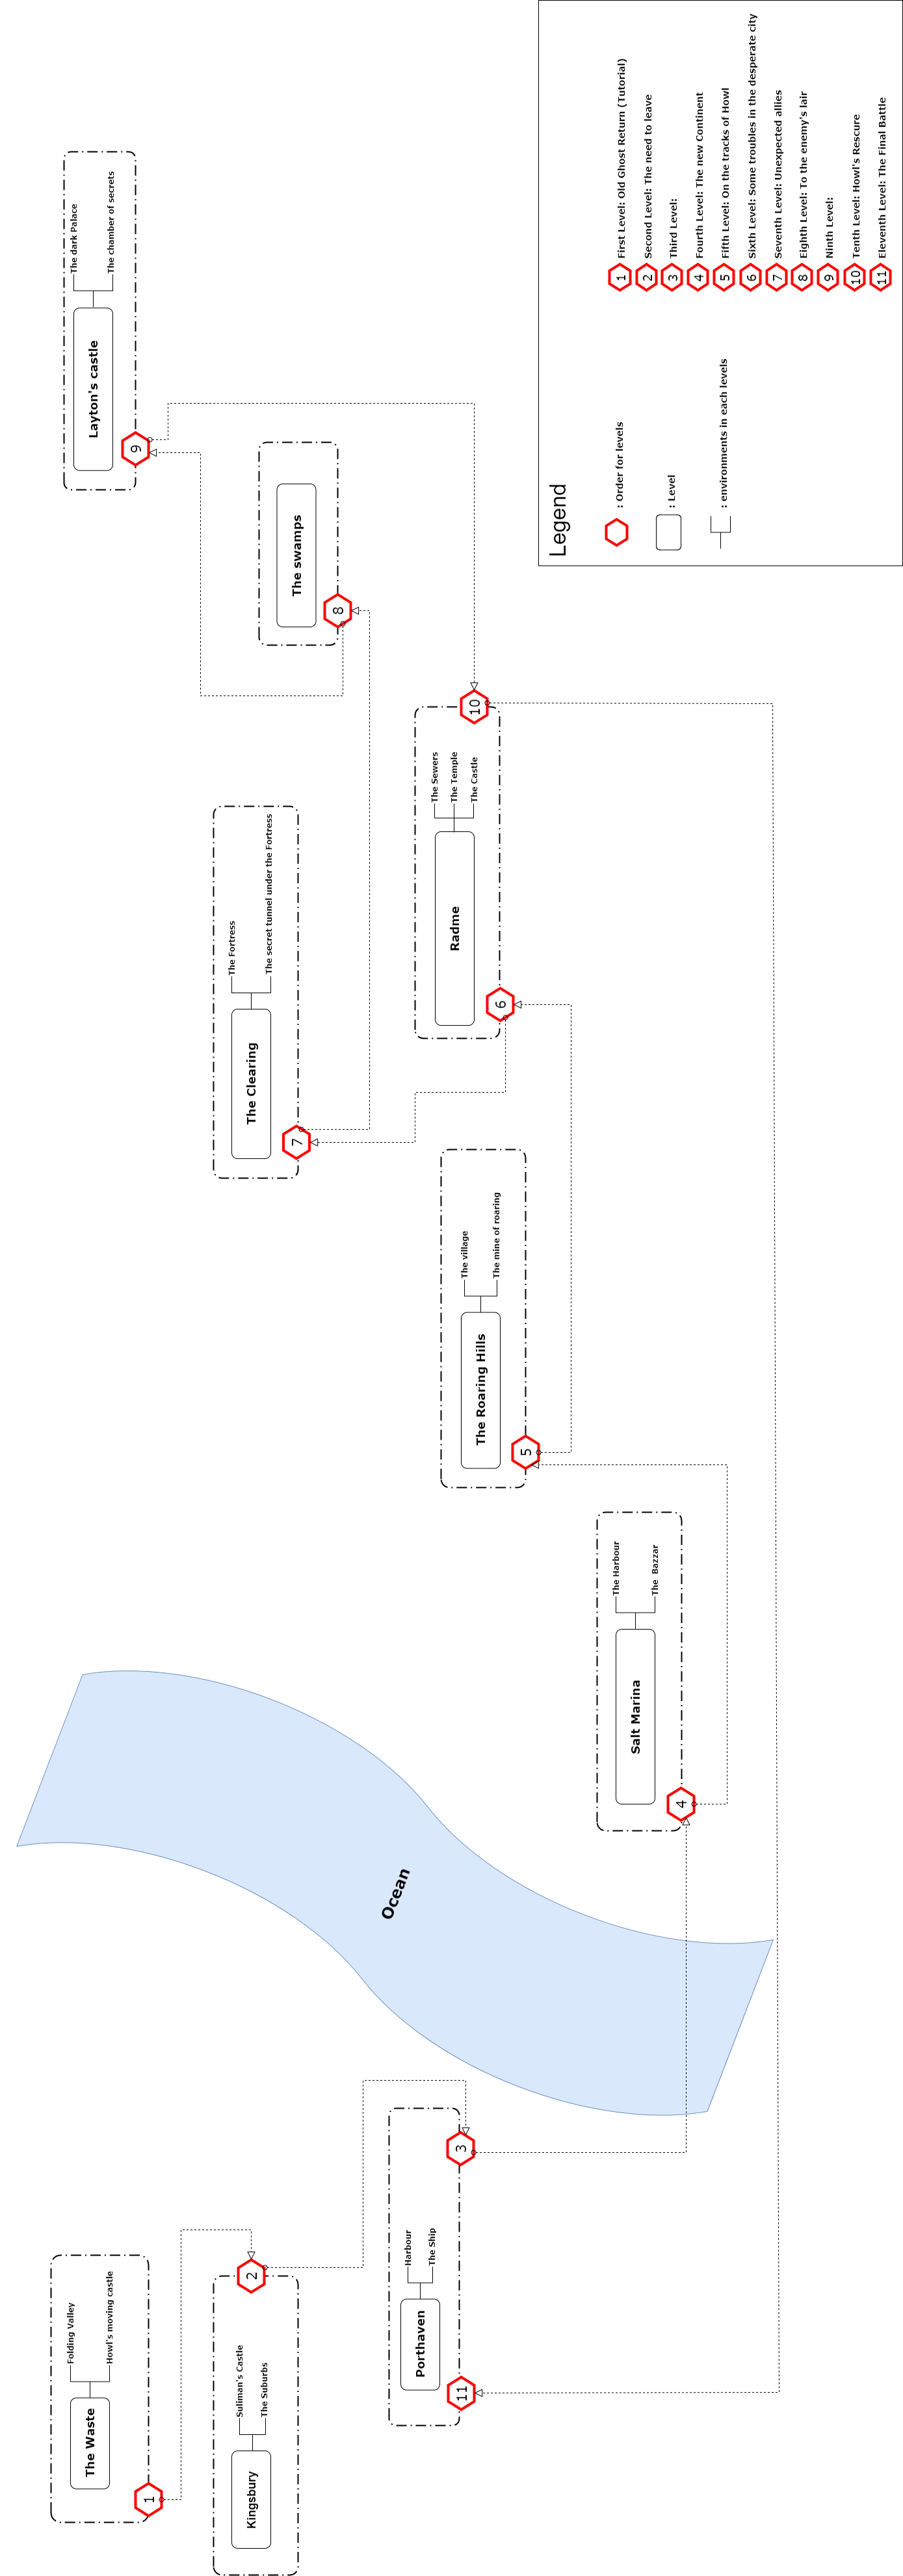 The Waste
Folding Valley
Howl's moving castle
1
Kingsbury
Suliman's Castle
The Suburbs
2
Porthaven
Harbour
The Ship
3
11
Ocean
Salt Marina
The Harbour
The Bazzar
4
The Roaring Hills
The village
The mine of roaring
5
Radme
The Sewers
The Temple
The Castle
6
10
The Clearing
The Fortress
The secret tunnel under the Fortress
7
The swamps
8
Layton's castle
The dark Palace
The chamber of secrets
9
Legend
: Order for levels
: Level
: environments in each levels
1 First Level: Old Ghost Return (Tutorial)
2 Second Level: The need to leave
3 Third Level:
4 Fourth Level: The new Continent
5 Fifth Level: On the tracks of Howl
6 Sixth Level: Some troubles in the desperate city
7 Seventh Level: Unexpected allies
8 Eighth Level: To the enemy's lair
9 Ninth Level:
10 Tenth Level: Howl's Rescure
11 Eleventh Level: The Final Battle